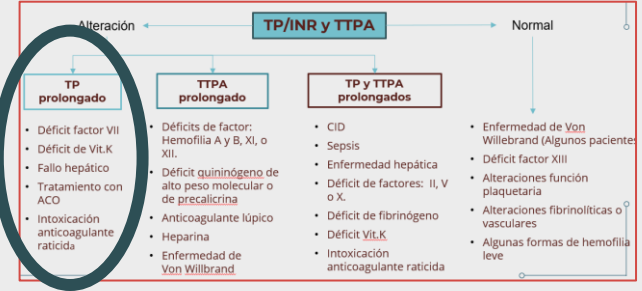 Alteración
TP/INR y TTPA
Normal
TP
prolongado
• Déficit factor VII
• Déficit de Vit.K
• Fallo hepático
• Tratamiento con
ACO
• Intoxicación
anticoagulante
raticida
TTPA
prolongado
• Déficits de factor:
Hemofilia A y B, XI, o
XII.
• Déficit quininógeno de
alto peso molecular o
de precalicrina
• Anticoagulante lúpico
• Heparina
• Enfermedad de
Von Willbrand
TP y TTPA
prolongados
• CID
• Sepsis
• Enfermedad hepática
• Déficit de factores: II, V
o X.
• Déficit de fibrinógeno
• Déficit Vit.K
• Intoxicación
anticoagulante raticida
• Enfermedad de Von
Willebrand (Algunos pacientes
• Déficit factor XIII
• Alteraciones función
plaquetaria
• Alteraciones fibrinolíticas o
vasculares
• Algunas formas de hemofilia
leve